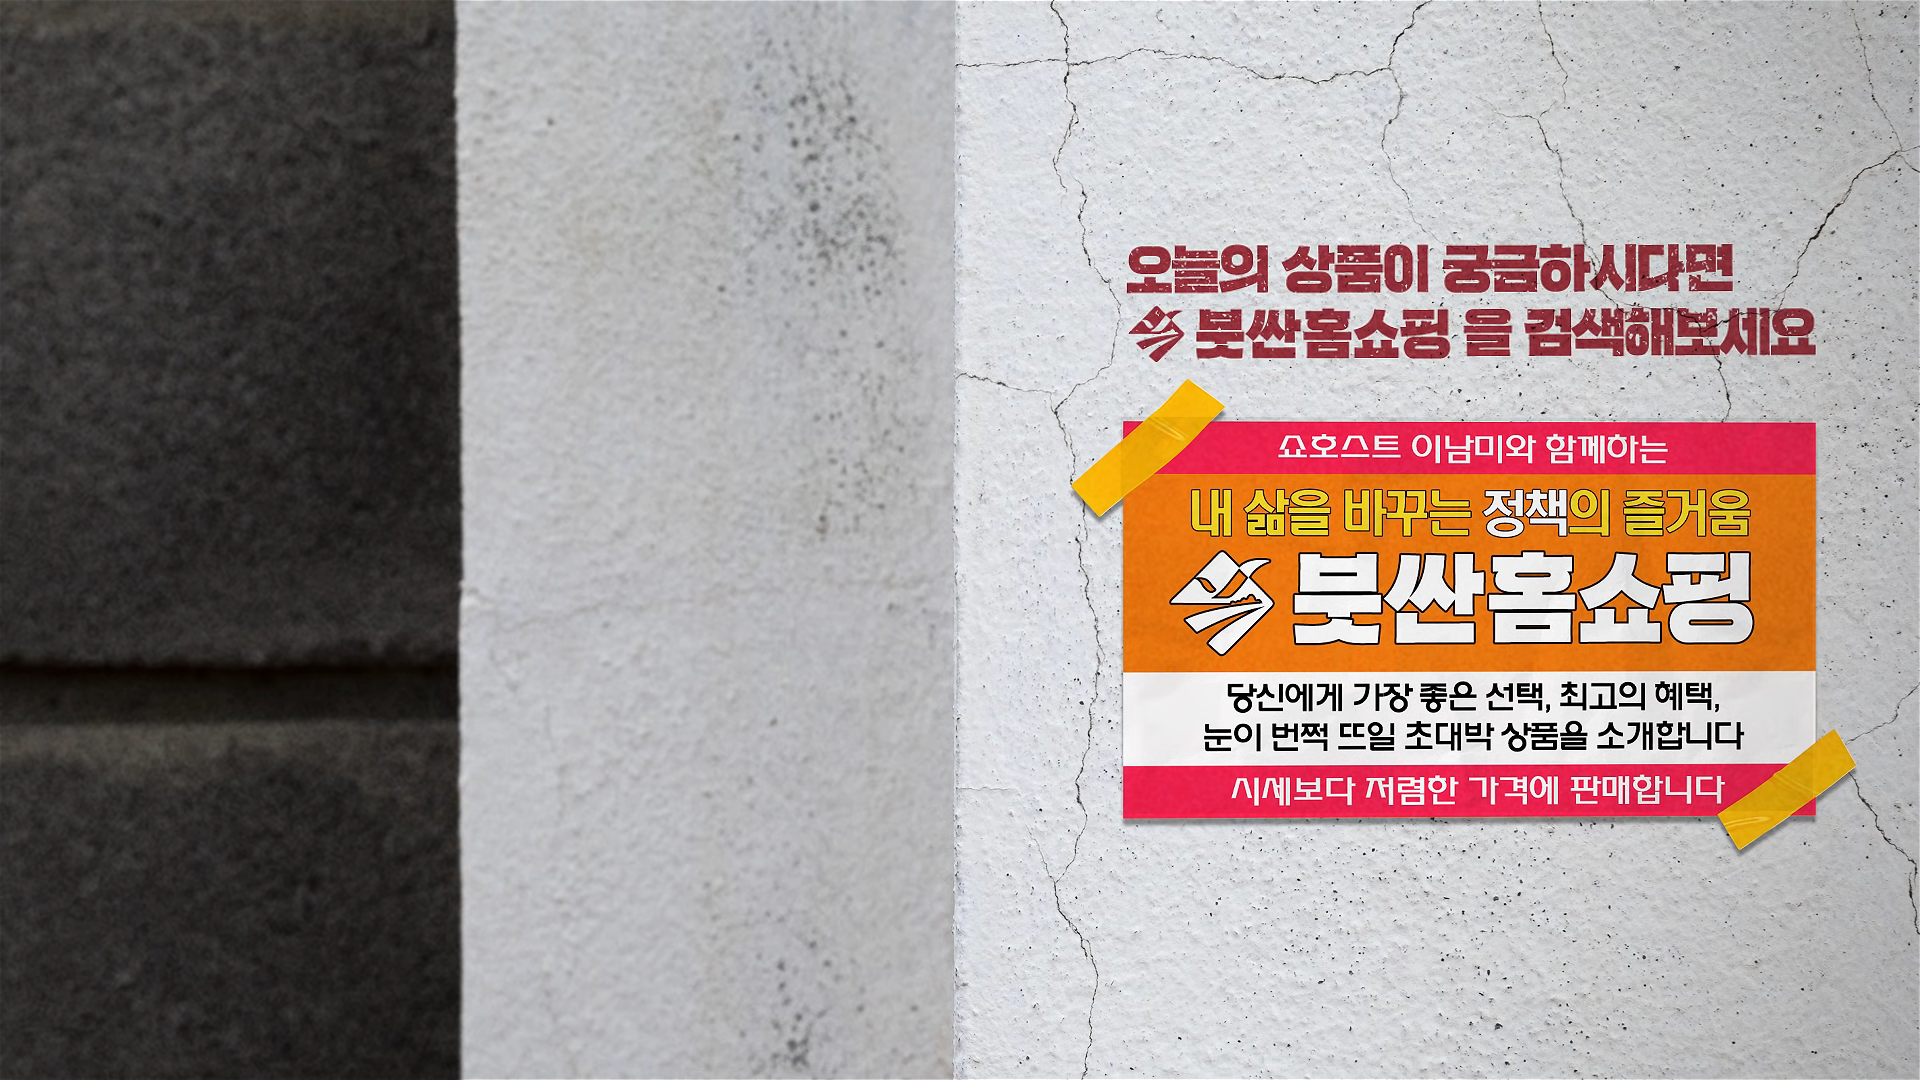 오늘의 상품이 궁금하시다면
붓싼홈쇼핑 을 검색해보세요
쇼호스트 이남미와 함께하는
내 삶을 바꾸는 정책의 즐거움
붓싼홈쇼핑
당신에게 가장 좋은 선택, 최고의 혜택,
눈이 번쩍 뜨일 초대박 상품을 소개합니다
시세보다 저렴한 가격에 판매합니다